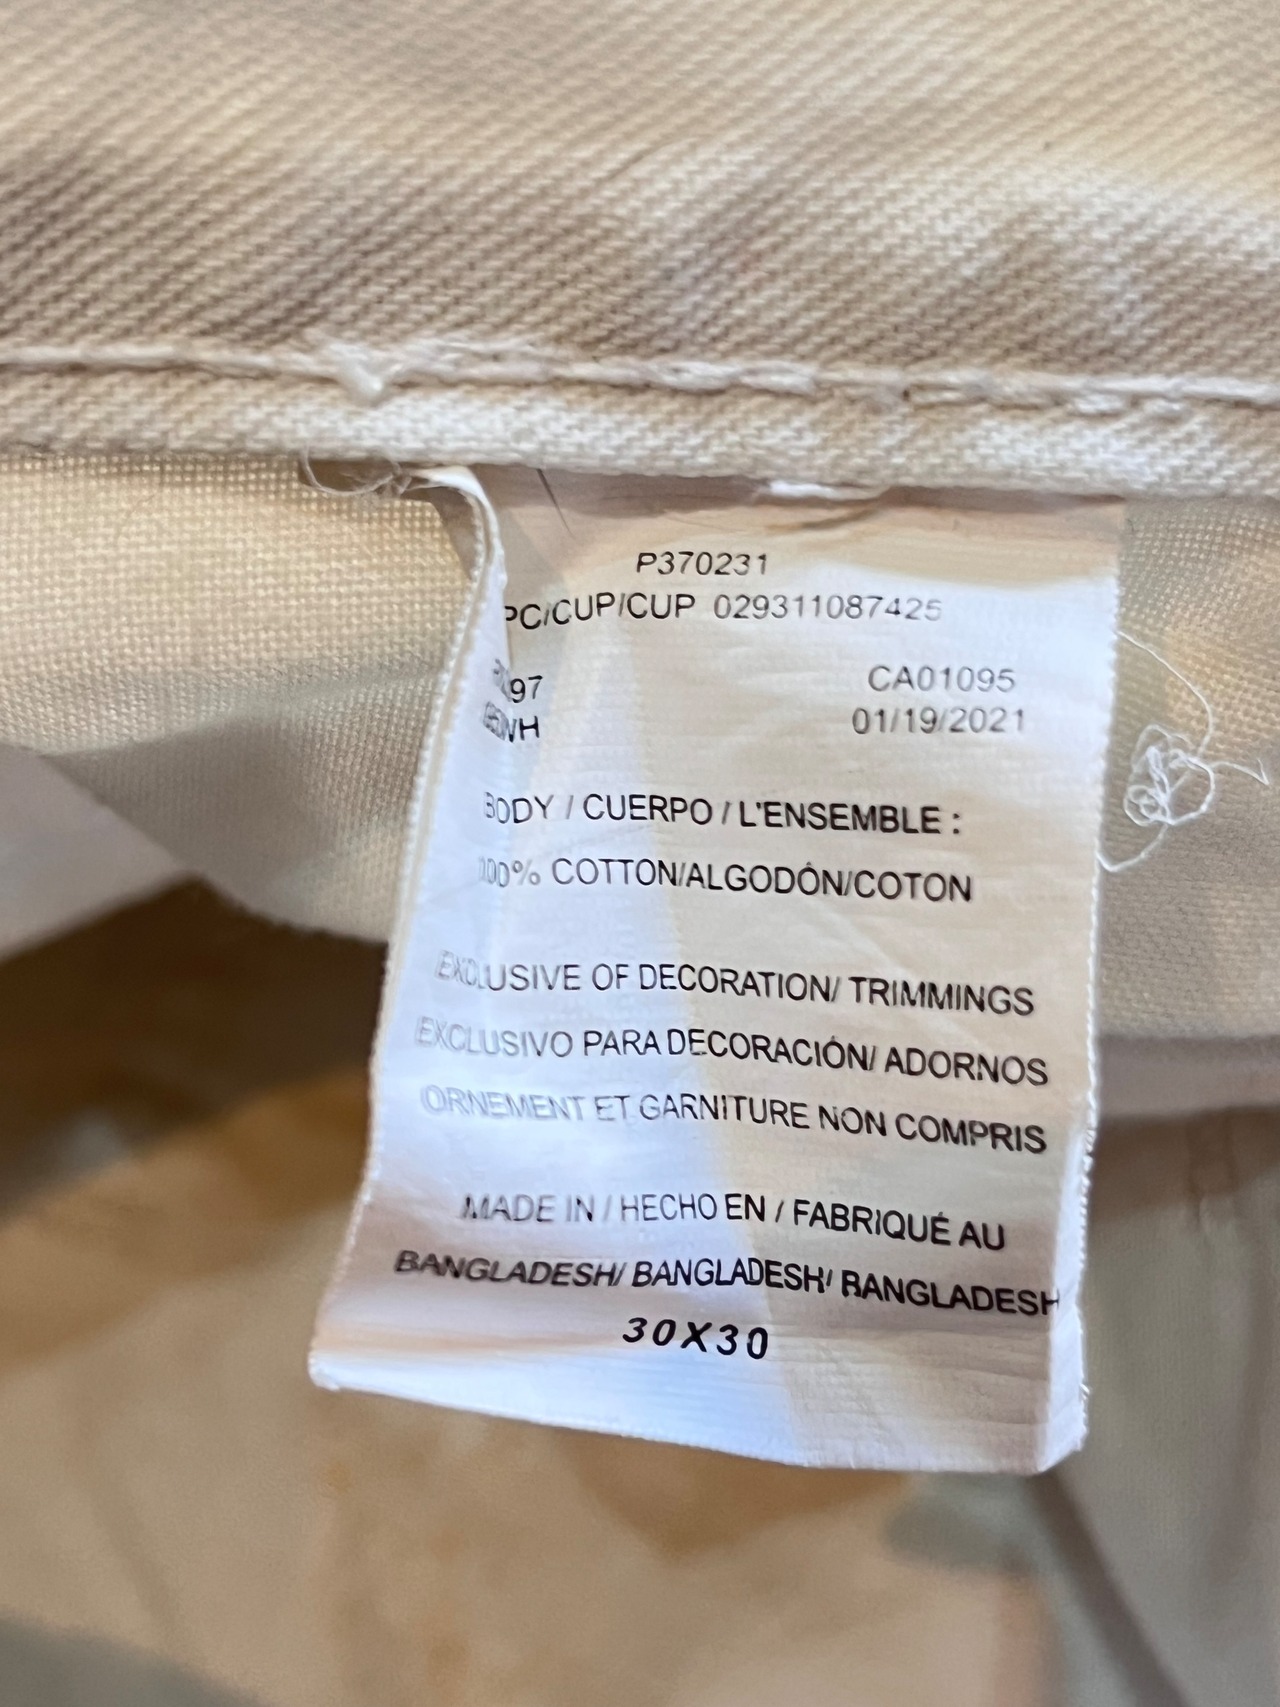 P370231
PC/CUP/CUP 029311087425
CA01095
01/19/2021
BODY / CUERPO / L'ENSEMBLE :
100% COTTON/ALGODÓN/COTON
EXCLUSIVE OF DECORATION/ TRIMMINGS
EXCLUSIVO PARA DECORACIÓN/ ADORNOS
ORNEMENT ET GARNITURE NON COMPRIS
MADE IN / HECHO EN / FABRIQUÉ AU
BANGLADESH/ BANGLADESH/ BANGLADESH
30X30